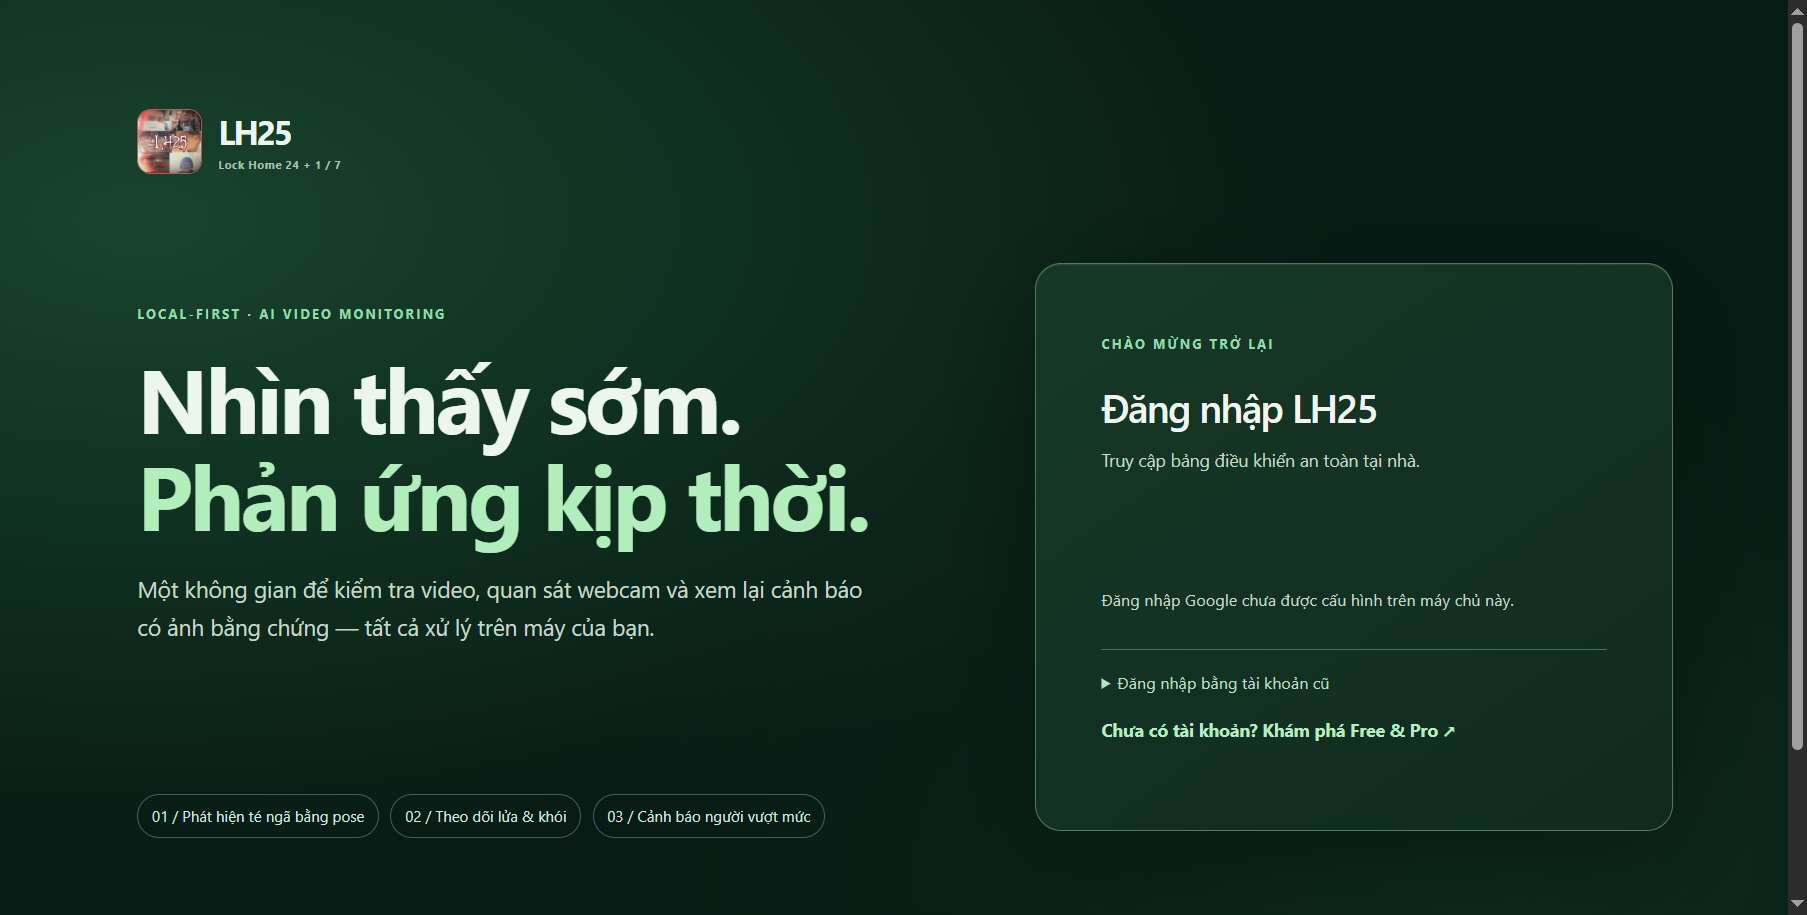 LH25
LH25
Lock Home 24 + 1 / 7
LOCAL-FIRST · AI VIDEO MONITORING
Nhìn thấy sớm.
Phản ứng kịp thời.
Một không gian để kiểm tra video, quan sát webcam và xem lại cảnh báo
có ảnh bằng chứng — tất cả xử lý trên máy của bạn.
01 / Phát hiện té ngã bằng pose
02 / Theo dõi lửa & khói
03 / Cảnh báo người vượt mức
CHÀO MỪNG TRỞ LẠI
Đăng nhập LH25
Truy cập bảng điều khiển an toàn tại nhà.
Đăng nhập Google chưa được cấu hình trên máy chủ này.
▶ Đăng nhập bằng tài khoản cũ
Chưa có tài khoản? Khám phá Free & Pro ↗